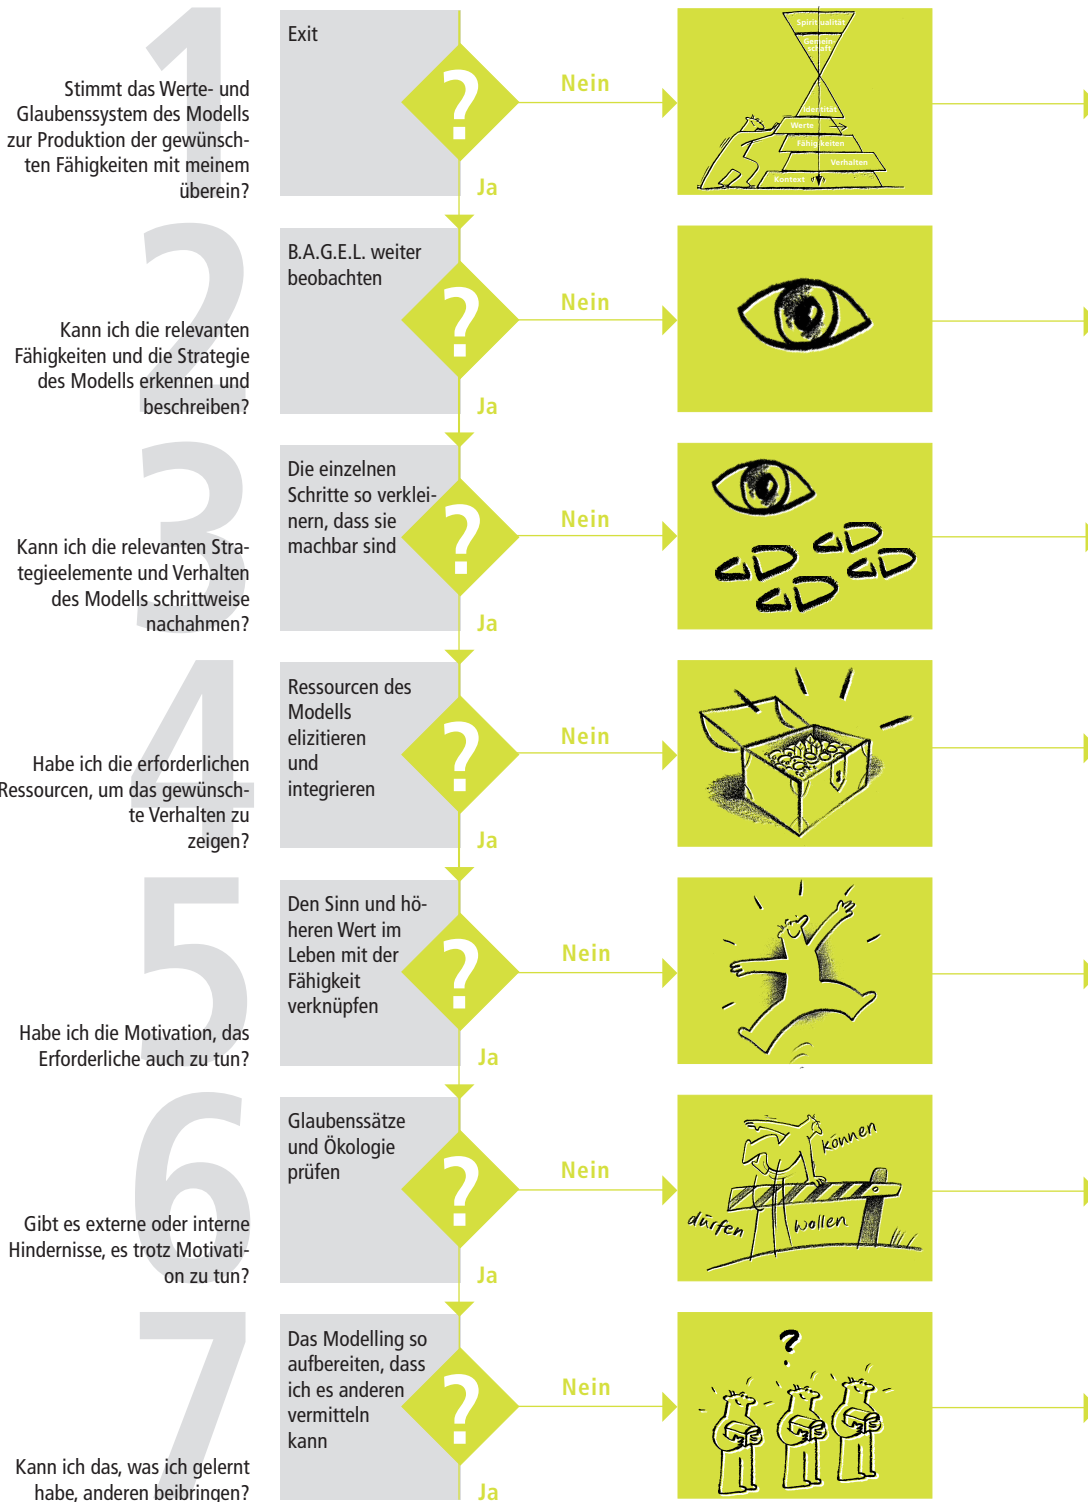 1
Stimmt das Werte- und
Glaubenssystem des Modells
zur Produktion der gewünsch-
ten Fähigkeiten mit meinem
überein?
Exit
?
Nein
Ja
Spiritualität
Gemein-
schaft
Identität
Werte
Fähigkeiten
Verhalten
Kontext
2
Kann ich die relevanten
Fähigkeiten und die Strategie
des Modells erkennen und
beschreiben?
B.A.G.E.L. weiter
beobachten
?
Nein
Ja
3
Kann ich die relevanten Stra-
tegieelemente und Verhalten
des Modells schrittweise
nachahmen?
Die einzelnen
Schritte so verklei-
nern, dass sie
machbar sind
?
Nein
Ja
4
Habe ich die erforderlichen
Ressourcen, um das gewünsch-
te Verhalten zu
zeigen?
Ressourcen des
Modells
elizitieren
und
integrieren
?
Nein
Ja
5
Habe ich die Motivation, das
Erforderliche auch zu tun?
Den Sinn und hö-
heren Wert im
Leben mit der
Fähigkeit
verknüpfen
?
Nein
Ja
6
Gibt es externe oder interne
Hindernisse, es trotz Motivati-
on zu tun?
Glaubenssätze
und Ökologie
prüfen
?
Nein
Ja
können
dürfen
wollen
7
Kann ich das, was ich gelernt
habe, anderen beibringen?
Das Modelling so
aufbereiten, dass
ich es anderen
vermitteln
kann
?
Nein
Ja
?